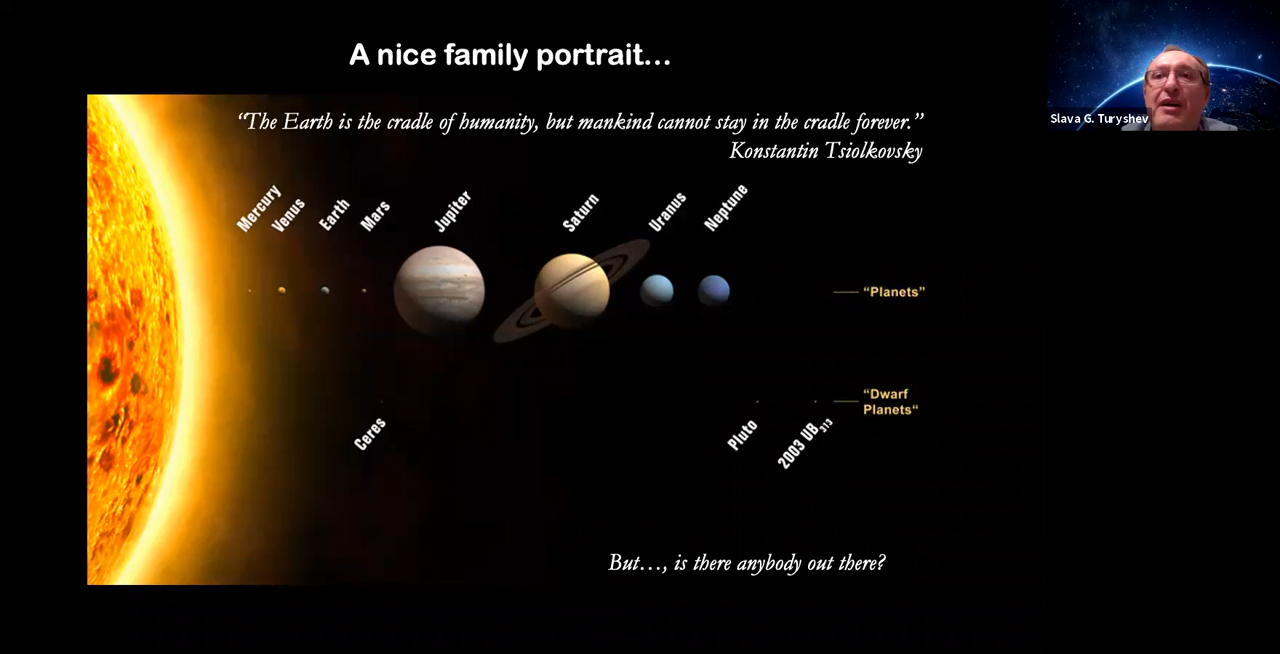 A nice family portrait...
Slava G. Turyshev
“The Earth is the cradle of humanity, but mankind cannot stay in the cradle forever.”
Konstantin Tsiolkovsky
Mercury
Venus
Earth
Mars
Jupiter
Saturn
Uranus
Neptune
“Planets”
Ceres
Pluto
2003 UB313
“Dwarf
Planets“
But..., is there anybody out there?